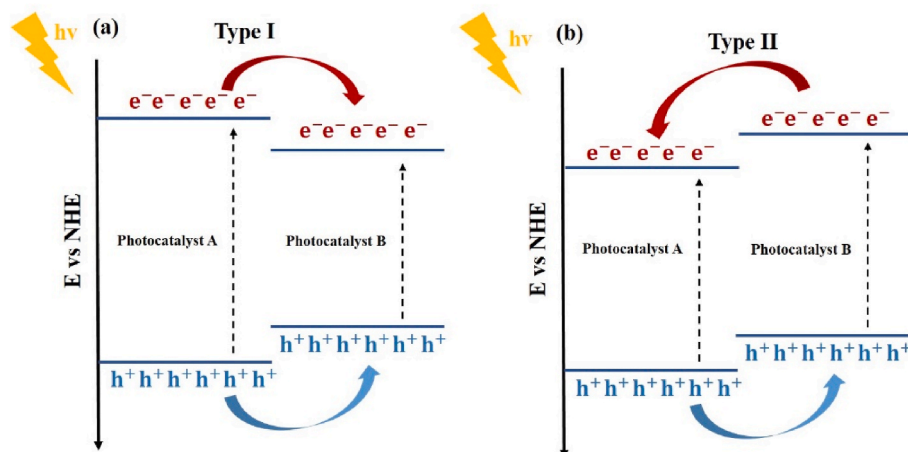 hν
(a)
Type I
e⁻e⁻ e⁻ e⁻ e⁻
e⁻e⁻ e⁻ e⁻ e⁻
E vs NHE
Photocatalyst A
Photocatalyst B
h⁺h⁺h⁺h⁺h⁺h⁺
h⁺h⁺h⁺h⁺h⁺h⁺
hν
(b)
Type II
e⁻e⁻ e⁻ e⁻ e⁻
e⁻e⁻ e⁻ e⁻ e⁻
E vs NHE
Photocatalyst A
Photocatalyst B
h⁺h⁺h⁺h⁺h⁺h⁺
h⁺h⁺h⁺h⁺h⁺h⁺